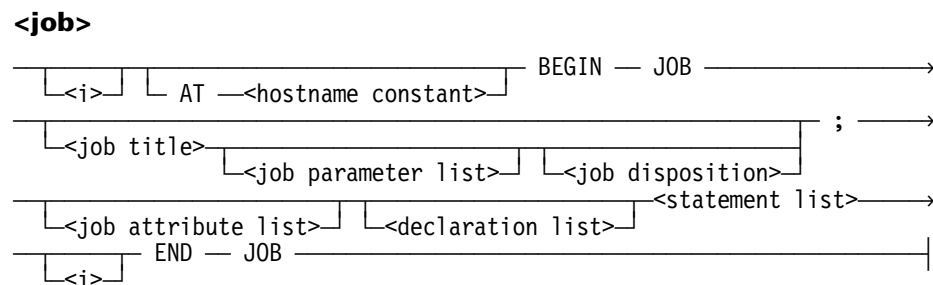 <job>
<i> AT <hostname constant> BEGIN JOB
<job title> <job parameter list> <job disposition> ;
<job attribute list> <declaration list> <statement list>
<i> END JOB